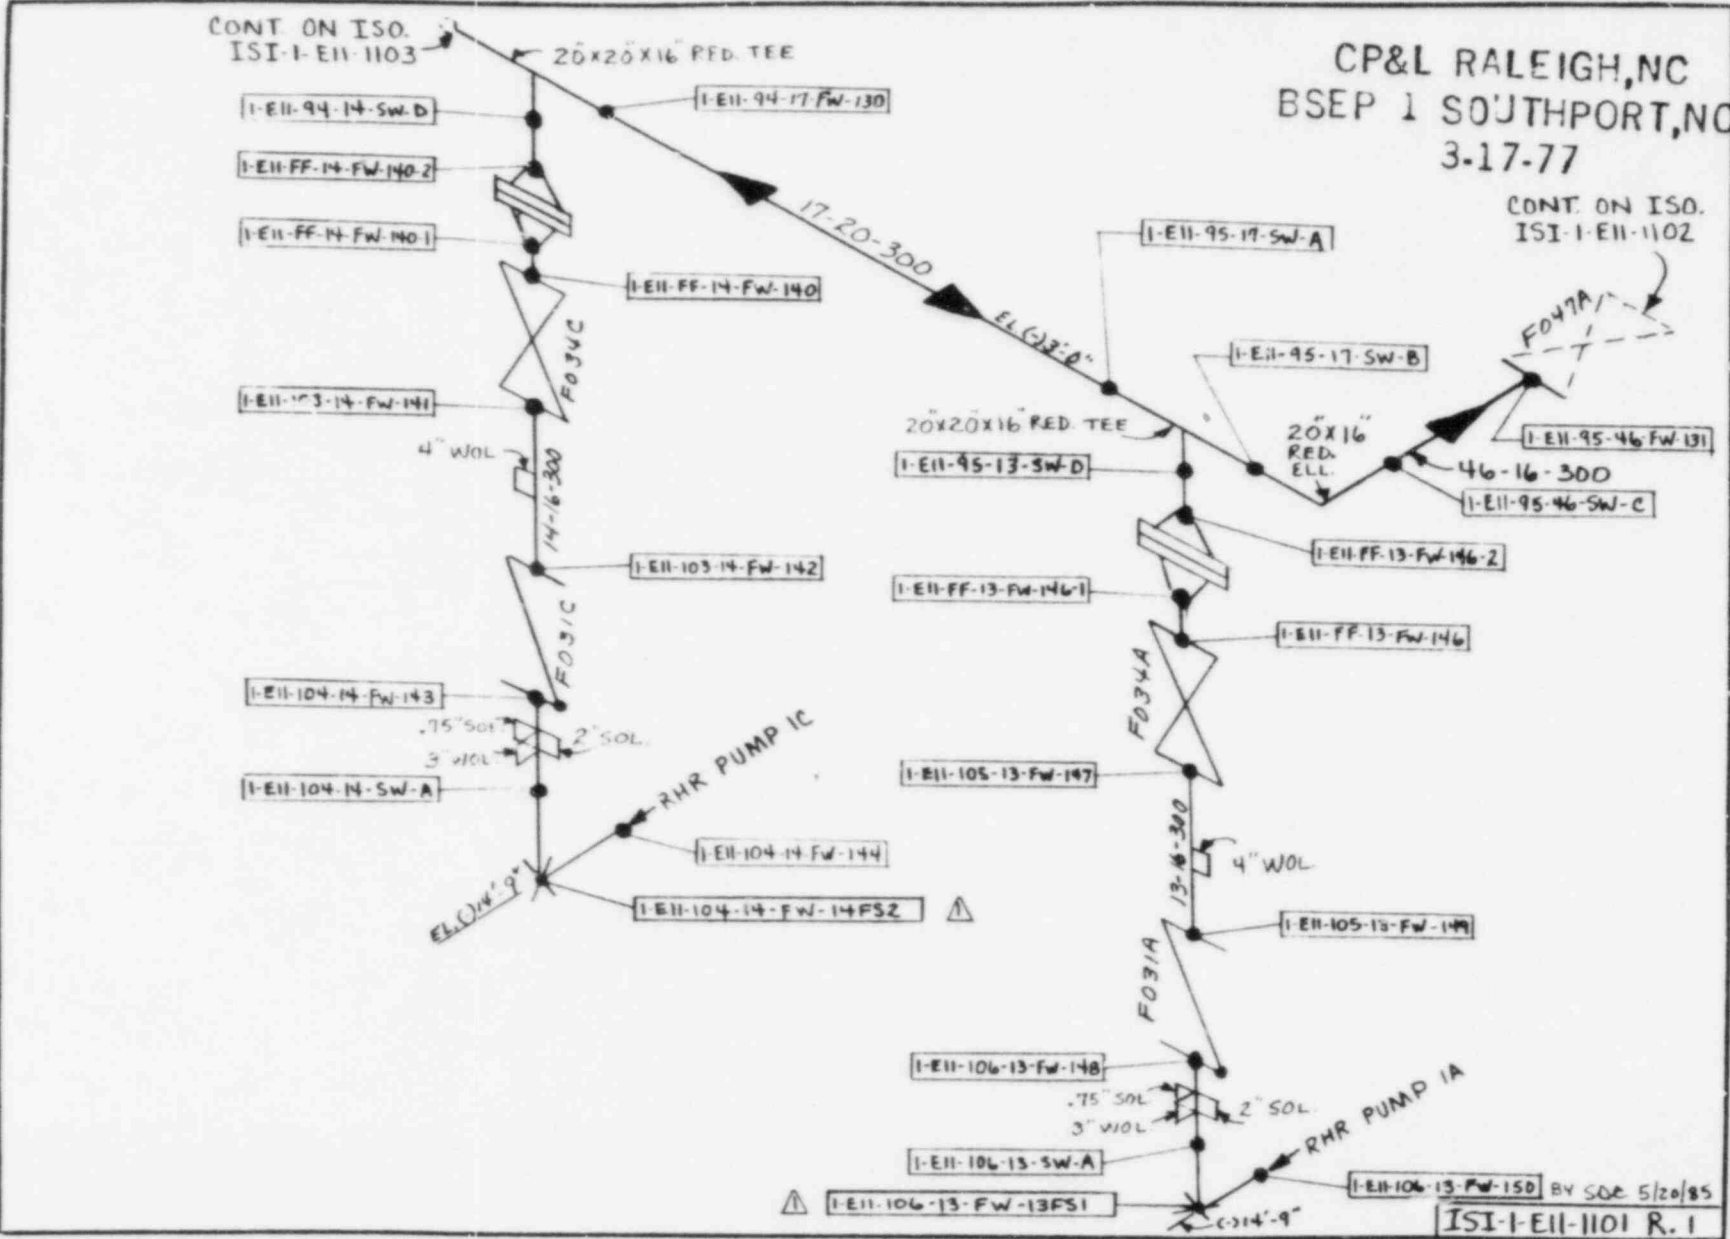 CONT. ON ISO.
ISI-1-E11-1103
20"X20"X16" RED. TEE
CP&L RALEIGH,NC
BSEP 1 SOUTHPORT,NC
3-17-77
1-E11-94-14-SW-D
1-E11-94-17-FW-130
1-E11-FF-14-FW-140-2
1-E11-FF-14-FW-140-1
17-20-300
1-E11-95-17-SW-A
CONT. ON ISO.
ISI-1-E11-1102
1-E11-FF-14-FW-140
F034C
EL(-)3'-0"
1-E11-95-17-SW-B
F047A
1-E11-103-14-FW-141
20"X20"X16" RED. TEE
20"X16"
RED.
ELL.
1-E11-95-46-FW-131
4" WOL
14-16-300
1-E11-95-13-SW-D
46-16-300
1-E11-95-46-SW-C
1-E11-103-14-FW-142
1-E11-FF-13-FW-146-2
1-E11-FF-13-FW-146-1
F031C
1-E11-FF-13-FW-146
1-E11-104-14-FW-143
F034A
.75" SOL
2" SOL.
3" WOL
RHR PUMP 1C
1-E11-104-14-SW-A
1-E11-105-13-FW-147
13-16-300
4" WOL
1-E11-104-14-FW-144
EL.(-)14'-9"
1-E11-104-14-FW-14FS2
1
1-E11-105-13-FW-149
F031A
1-E11-106-13-FW-148
.75" SOL
2" SOL.
3" WOL
RHR PUMP 1A
1-E11-106-13-SW-A
1-E11-106-13-FW-150
BY SDC 5/20/85
1
1-E11-106-13-FW-13FS1
(-)14'-9"
ISI-1-E11-1101 R. 1